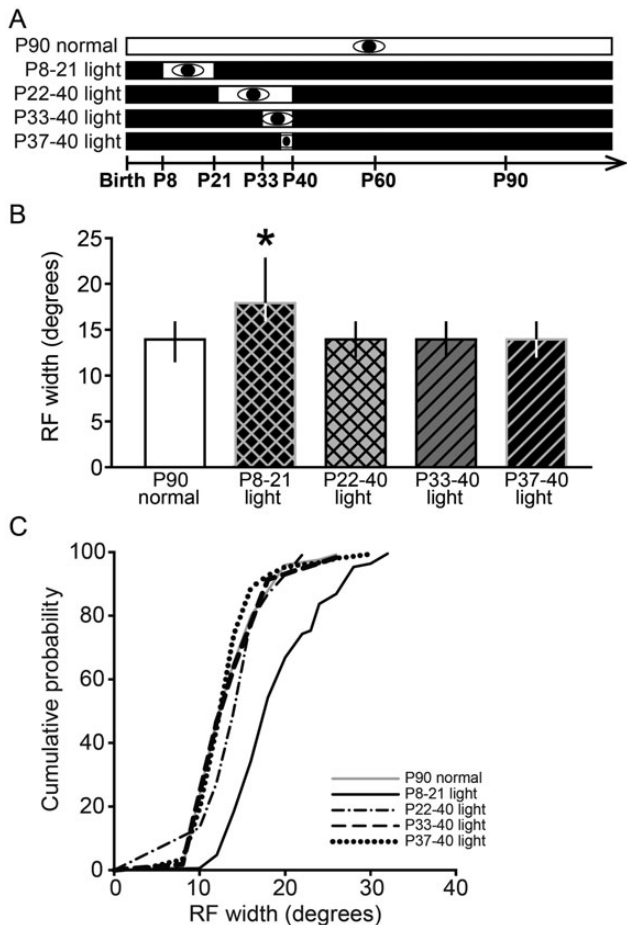 A
P90 normal
P8-21 light
P22-40 light
P33-40 light
P37-40 light
Birth P8 P21 P33 P40 P60 P90
B
RF width (degrees)
25
20
15
10
5
0
*
P90 normal
P8-21 light
P22-40 light
P33-40 light
P37-40 light
C
Cumulative probability
100
80
60
40
20
0
P90 normal
P8-21 light
P22-40 light
P33-40 light
P37-40 light
0 10 20 30 40
RF width (degrees)